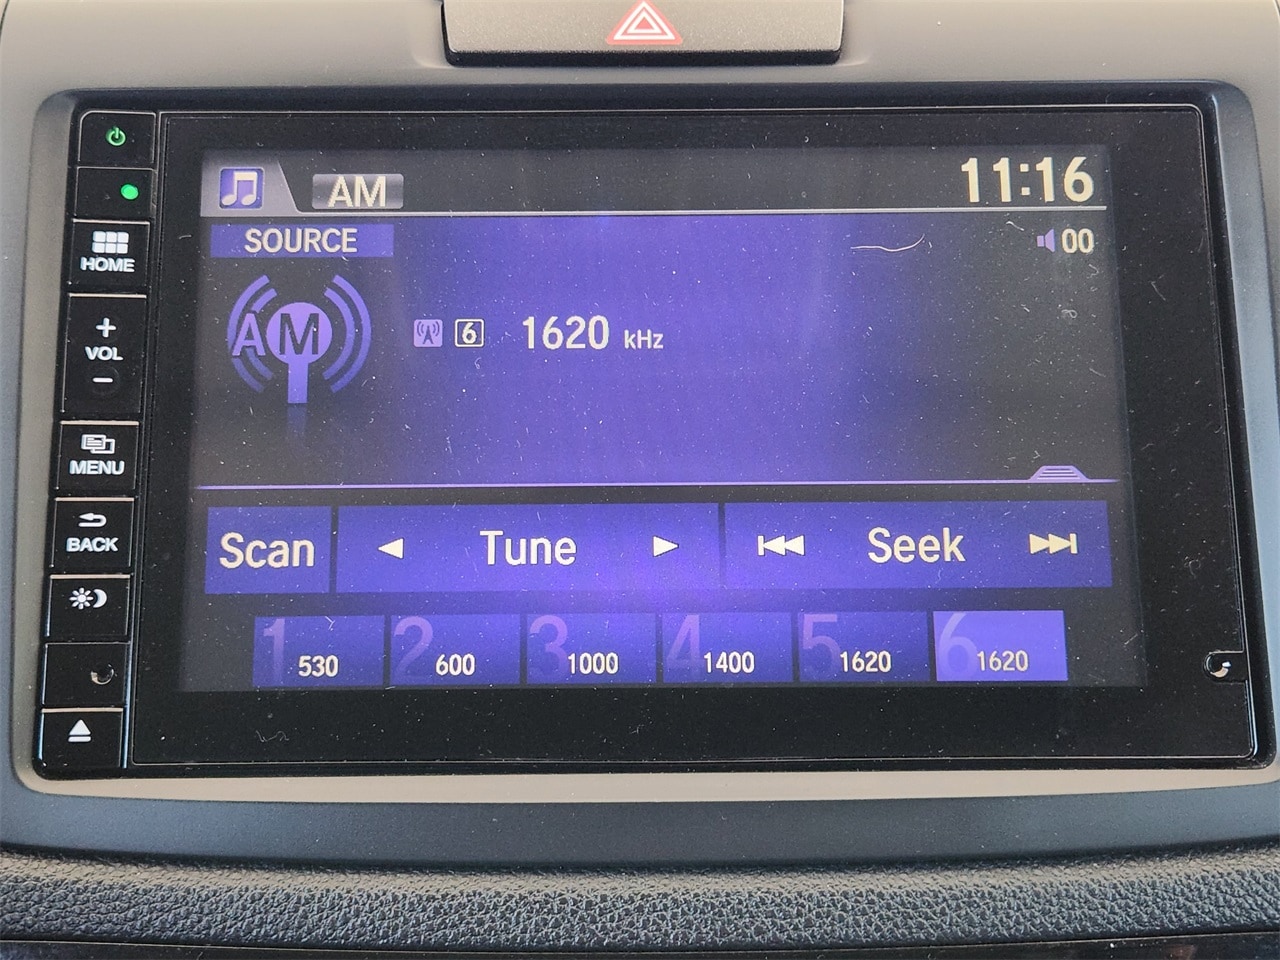 AM 11:16
SOURCE 00
AM 6 1620 kHz
HOME
+
VOL
−
MENU
BACK
Scan Tune Seek
1 530 2 600 3 1000 4 1400 5 1620 6 1620